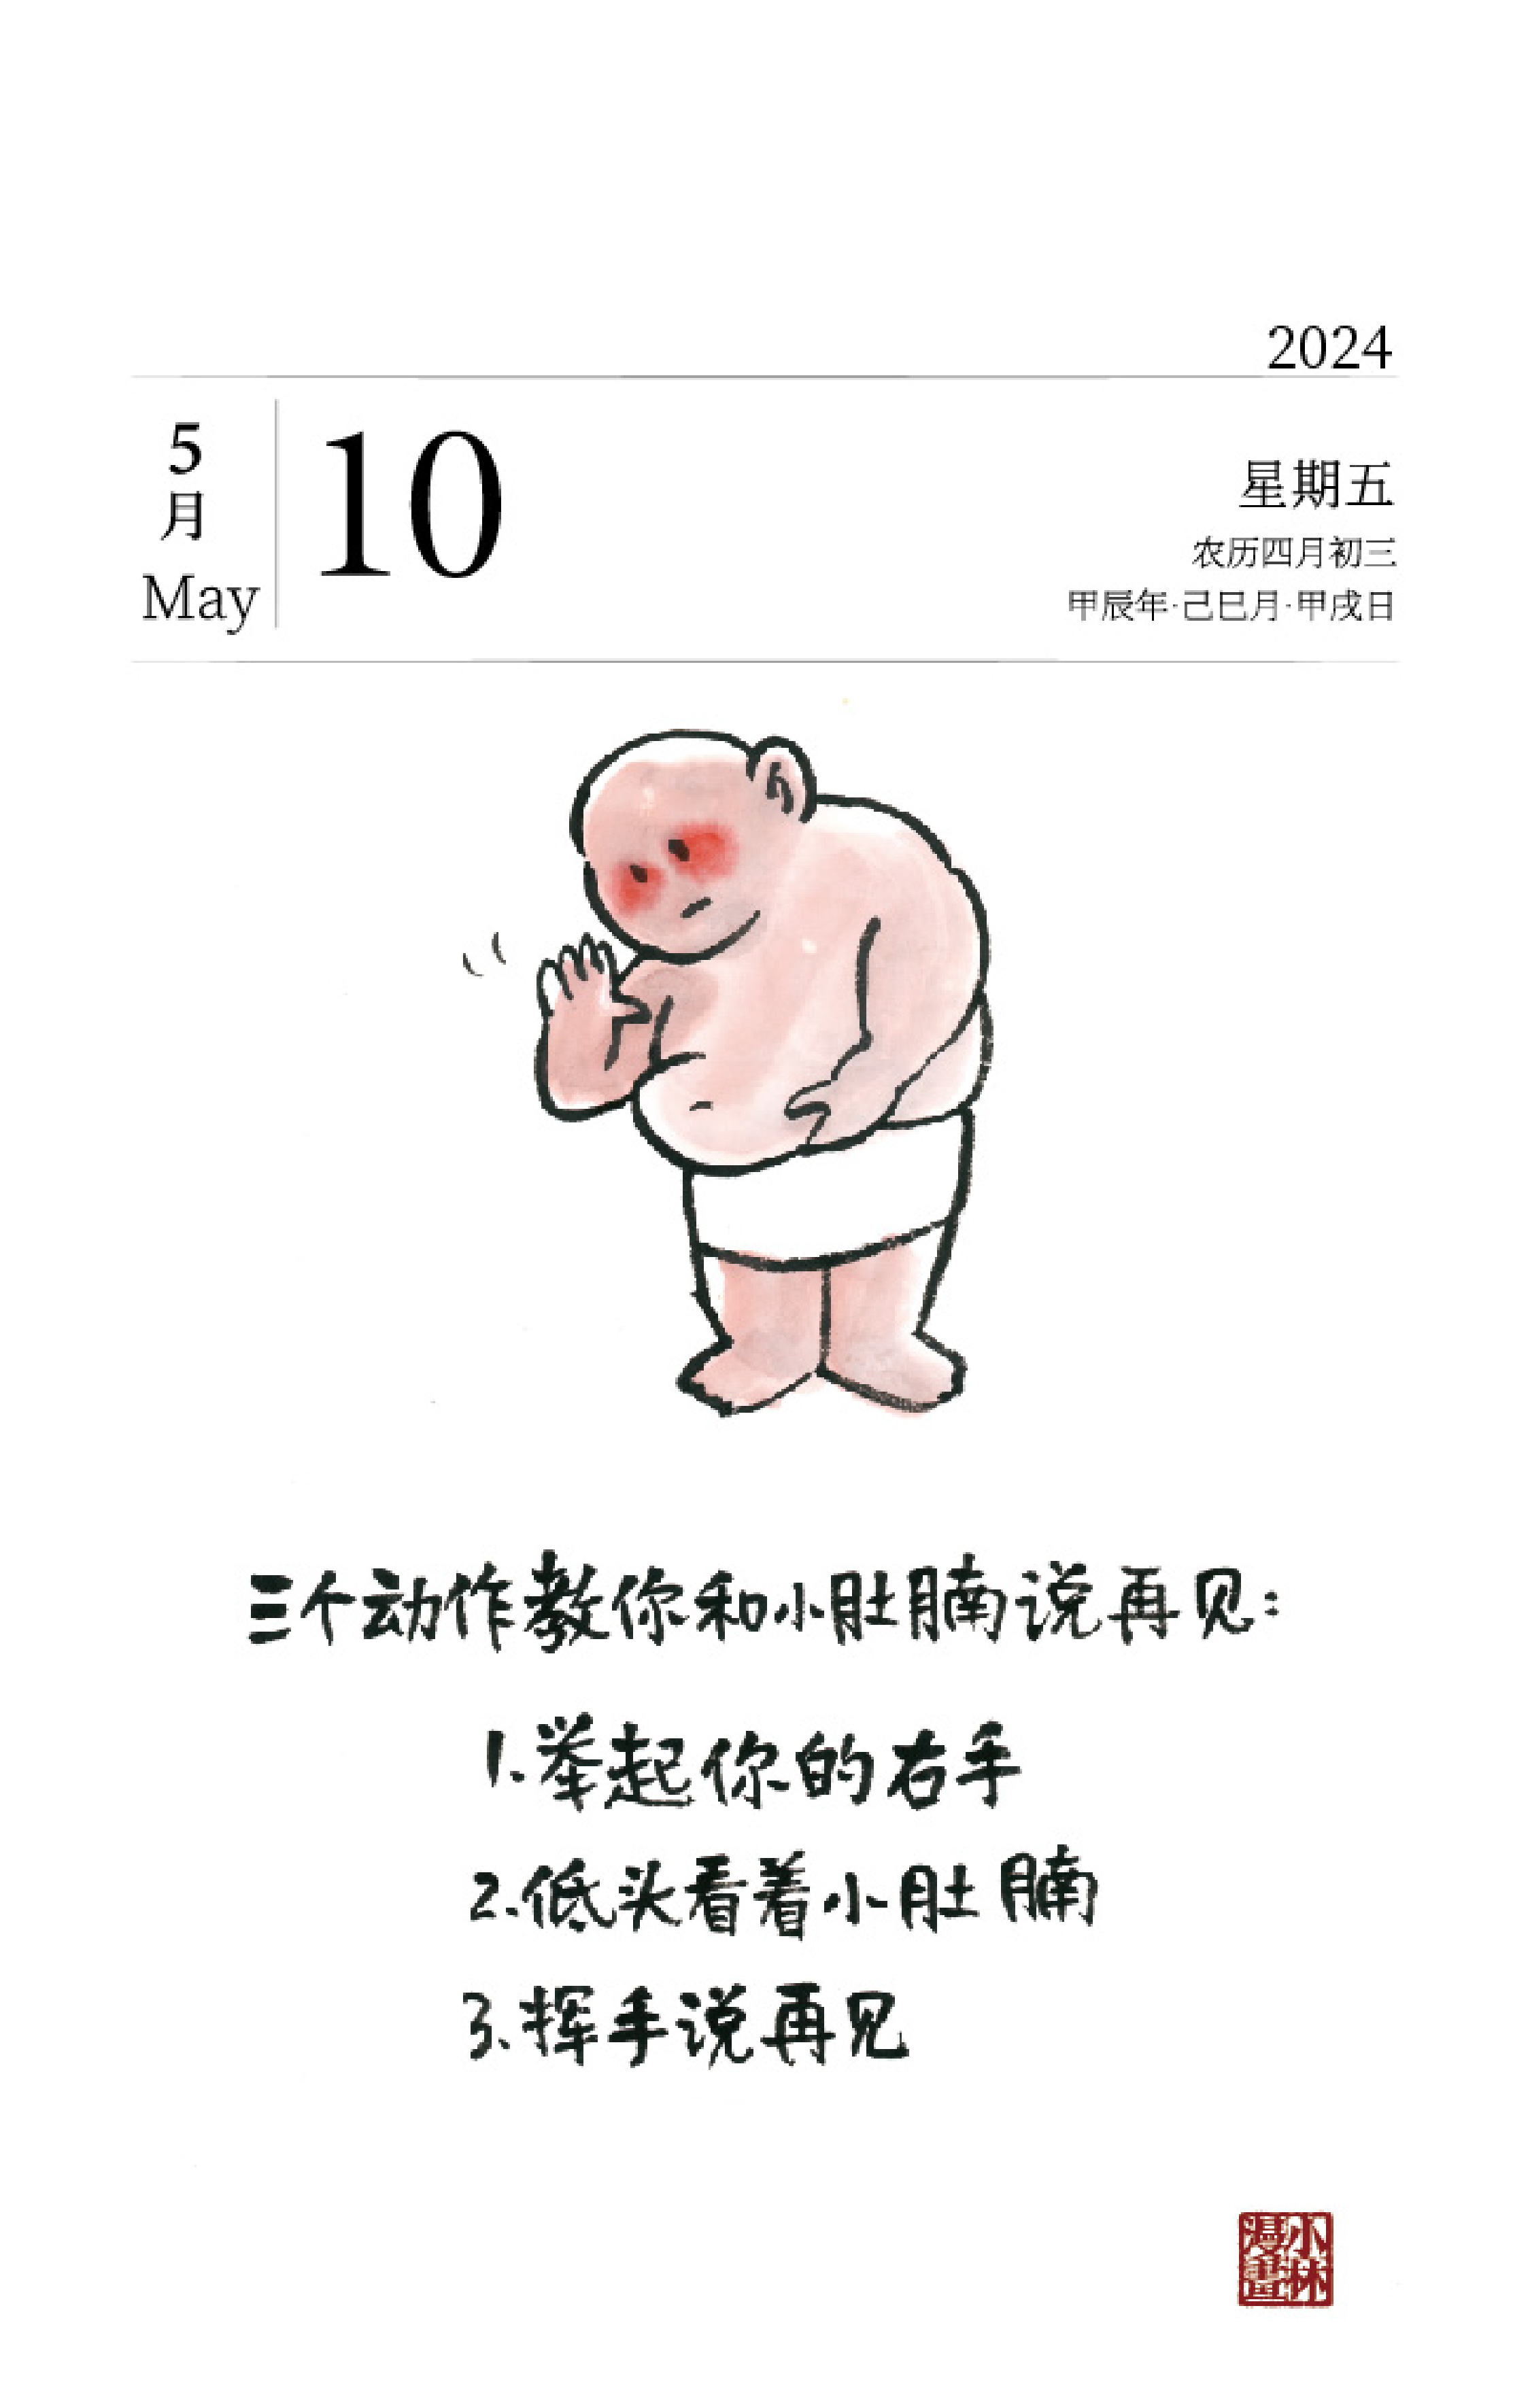 2024
5
月
May
10
星期五
农历四月初三
甲辰年·己巳月·甲戌日
三个动作教你和小肚腩说再见：
1.举起你的右手
2.低头看着小肚腩
3.挥手说再见
小林
漫畫